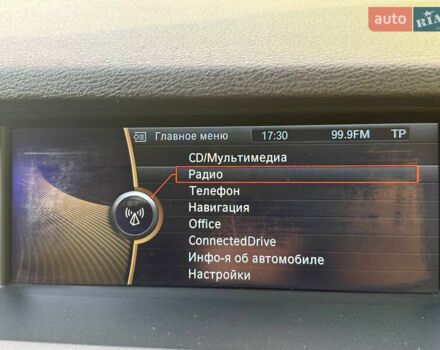 auto RIA
Главное меню 17:30 99.9FM TP
CD/Мультимедиа
Радио
Телефон
Навигация
Office
ConnectedDrive
Инфо-я об автомобиле
Настройки